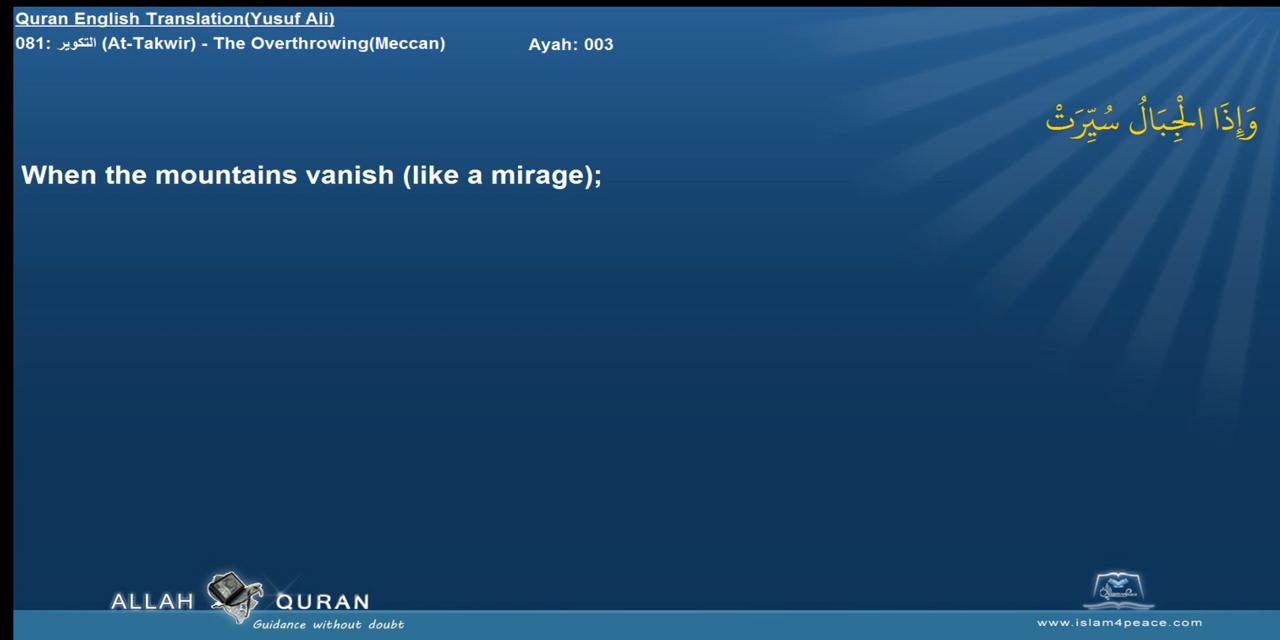 Quran English Translation(Yusuf Ali)
081: التكوير (At-Takwir) - The Overthrowing(Meccan) Ayah: 003
وَإِذَا الْجِبَالُ سُيِّرَتْ
When the mountains vanish (like a mirage);
ALLAH QURAN
Guidance without doubt
www.islam4peace.com